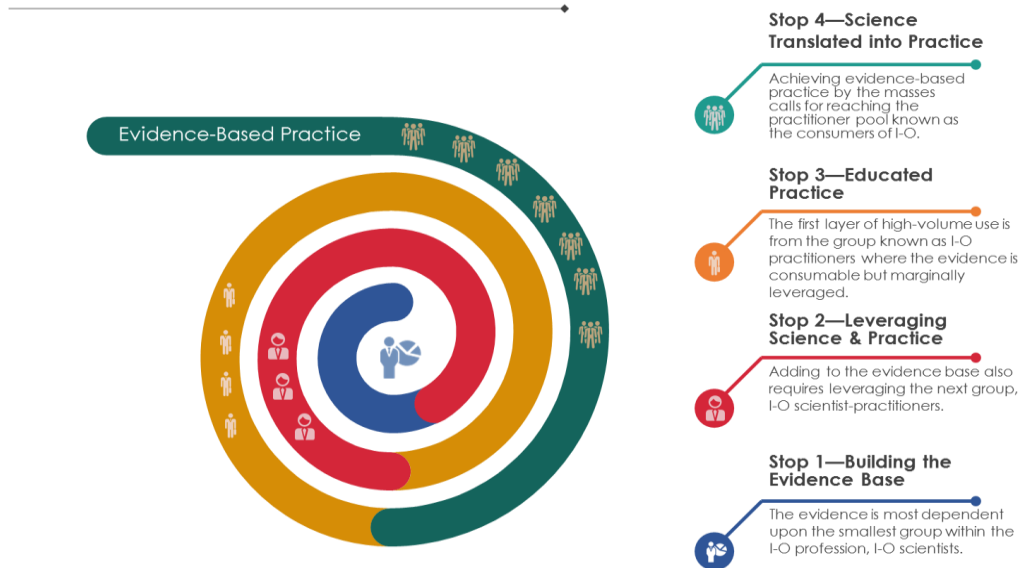 Evidence-Based Practice
Stop 4—Science
Translated into Practice
Achieving evidence-based
practice by the masses
calls for reaching the
practitioner pool known as
the consumers of I-O.
Stop 3—Educated
Practice
The first layer of high-volume use is
from the group known as I-O
practitioners where the evidence is
consumable but marginally
leveraged.
Stop 2—Leveraging
Science & Practice
Adding to the evidence base also
requires leveraging the next group,
I-O scientist-practitioners.
Stop 1—Building the
Evidence Base
The evidence is most dependent
upon the smallest group within the
I-O profession, I-O scientists.